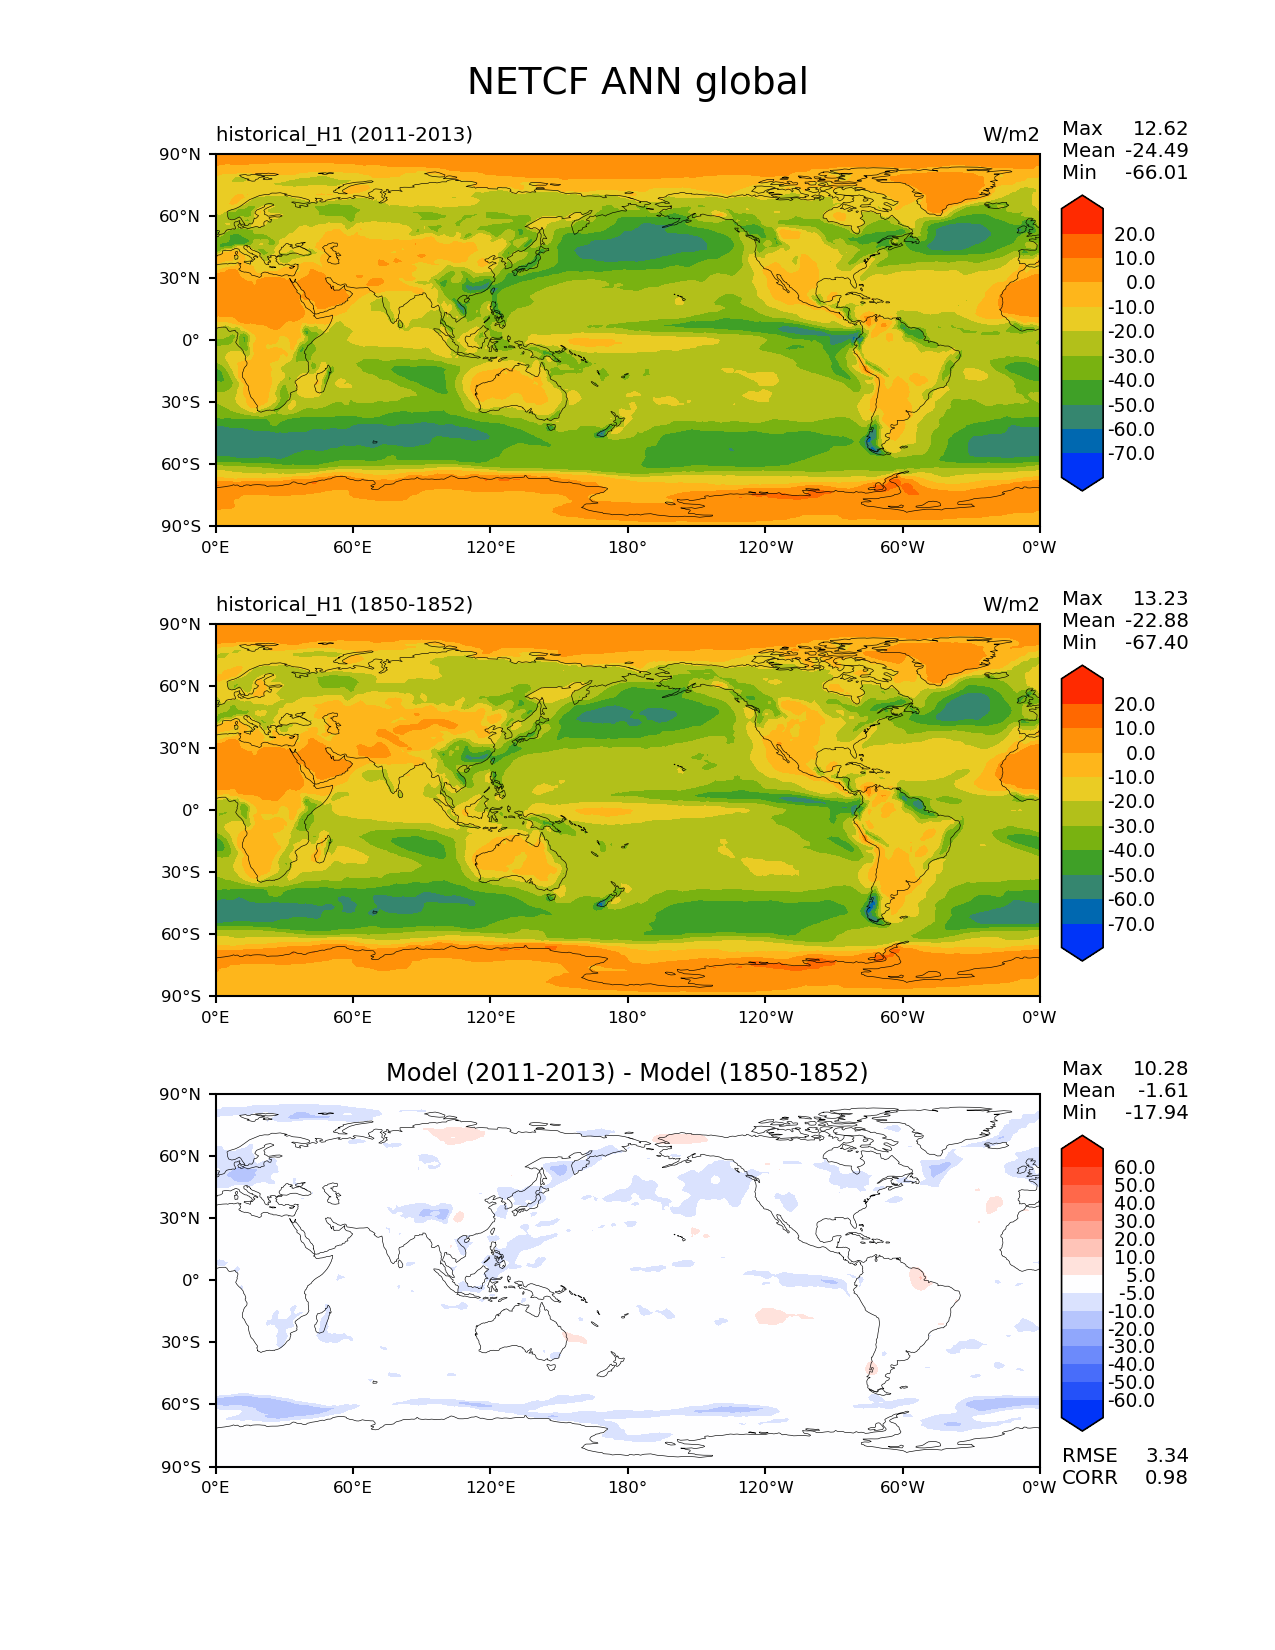 NETCF ANN global
historical_H1 (2011-2013)
W/m2
Max 12.62
Mean -24.49
Min -66.01
90°N
60°N
30°N
0°
30°S
60°S
90°S
0°E 60°E 120°E 180° 120°W 60°W 0°W
20.0
10.0
0.0
-10.0
-20.0
-30.0
-40.0
-50.0
-60.0
-70.0
historical_H1 (1850-1852)
W/m2
Max 13.23
Mean -22.88
Min -67.40
90°N
60°N
30°N
0°
30°S
60°S
90°S
0°E 60°E 120°E 180° 120°W 60°W 0°W
20.0
10.0
0.0
-10.0
-20.0
-30.0
-40.0
-50.0
-60.0
-70.0
Model (2011-2013) - Model (1850-1852)
Max 10.28
Mean -1.61
Min -17.94
90°N
60°N
30°N
0°
30°S
60°S
90°S
0°E 60°E 120°E 180° 120°W 60°W 0°W
60.0
50.0
40.0
30.0
20.0
10.0
5.0
-5.0
-10.0
-20.0
-30.0
-40.0
-50.0
-60.0
RMSE 3.34
CORR 0.98